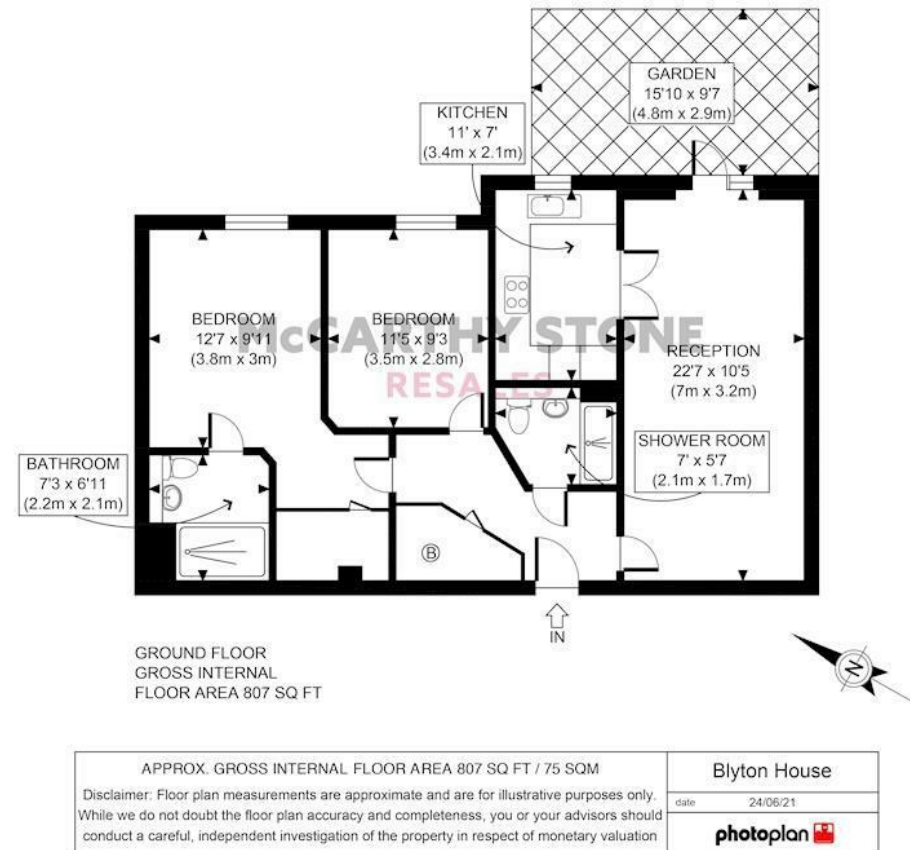 GARDEN
15'10 x 9'7
(4.8m x 2.9m)
KITCHEN
11' x 7'
(3.4m x 2.1m)
BEDROOM
12'7 x 9'11
(3.8m x 3m)
BEDROOM
11'5 x 9'3
(3.5m x 2.8m)
McCARTHY STONE
RESALES
RECEPTION
22'7 x 10'5
(7m x 3.2m)
BATHROOM
7'3 x 6'11
(2.2m x 2.1m)
SHOWER ROOM
7' x 5'7
(2.1m x 1.7m)
B
IN
N
GROUND FLOOR
GROSS INTERNAL
FLOOR AREA 807 SQ FT
APPROX. GROSS INTERNAL FLOOR AREA 807 SQ FT / 75 SQM
Disclaimer: Floor plan measurements are approximate and are for illustrative purposes only.
While we do not doubt the floor plan accuracy and completeness, you or your advisors should
conduct a careful, independent investigation of the property in respect of monetary valuation
Blyton House
date 24/06/21
photoplan